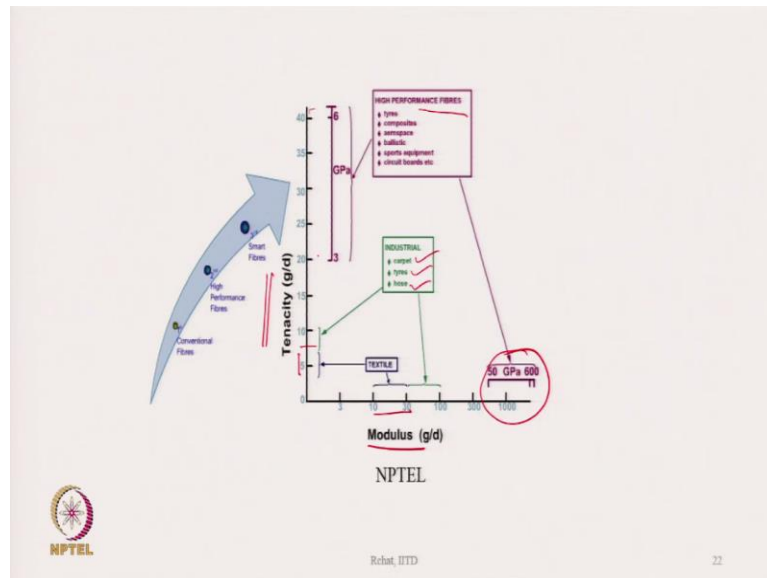 40
35
30
25
20
15
10
5
0
Tenacity (g/d)
6
GPa
3
HIGH PERFORMANCE FIBRES
tyres
composites
aerospace
ballistic
sports equipment
circuit boards etc
Smart
Fibres
High
Performance
Fibres
Conventional
Fibres
INDUSTRIAL
carpet
tyres
hose
TEXTILE
50 GPa 600
3 10 30 100 300 1000
Modulus (g/d)
NPTEL
NPTEL
Rchat, IITD
22